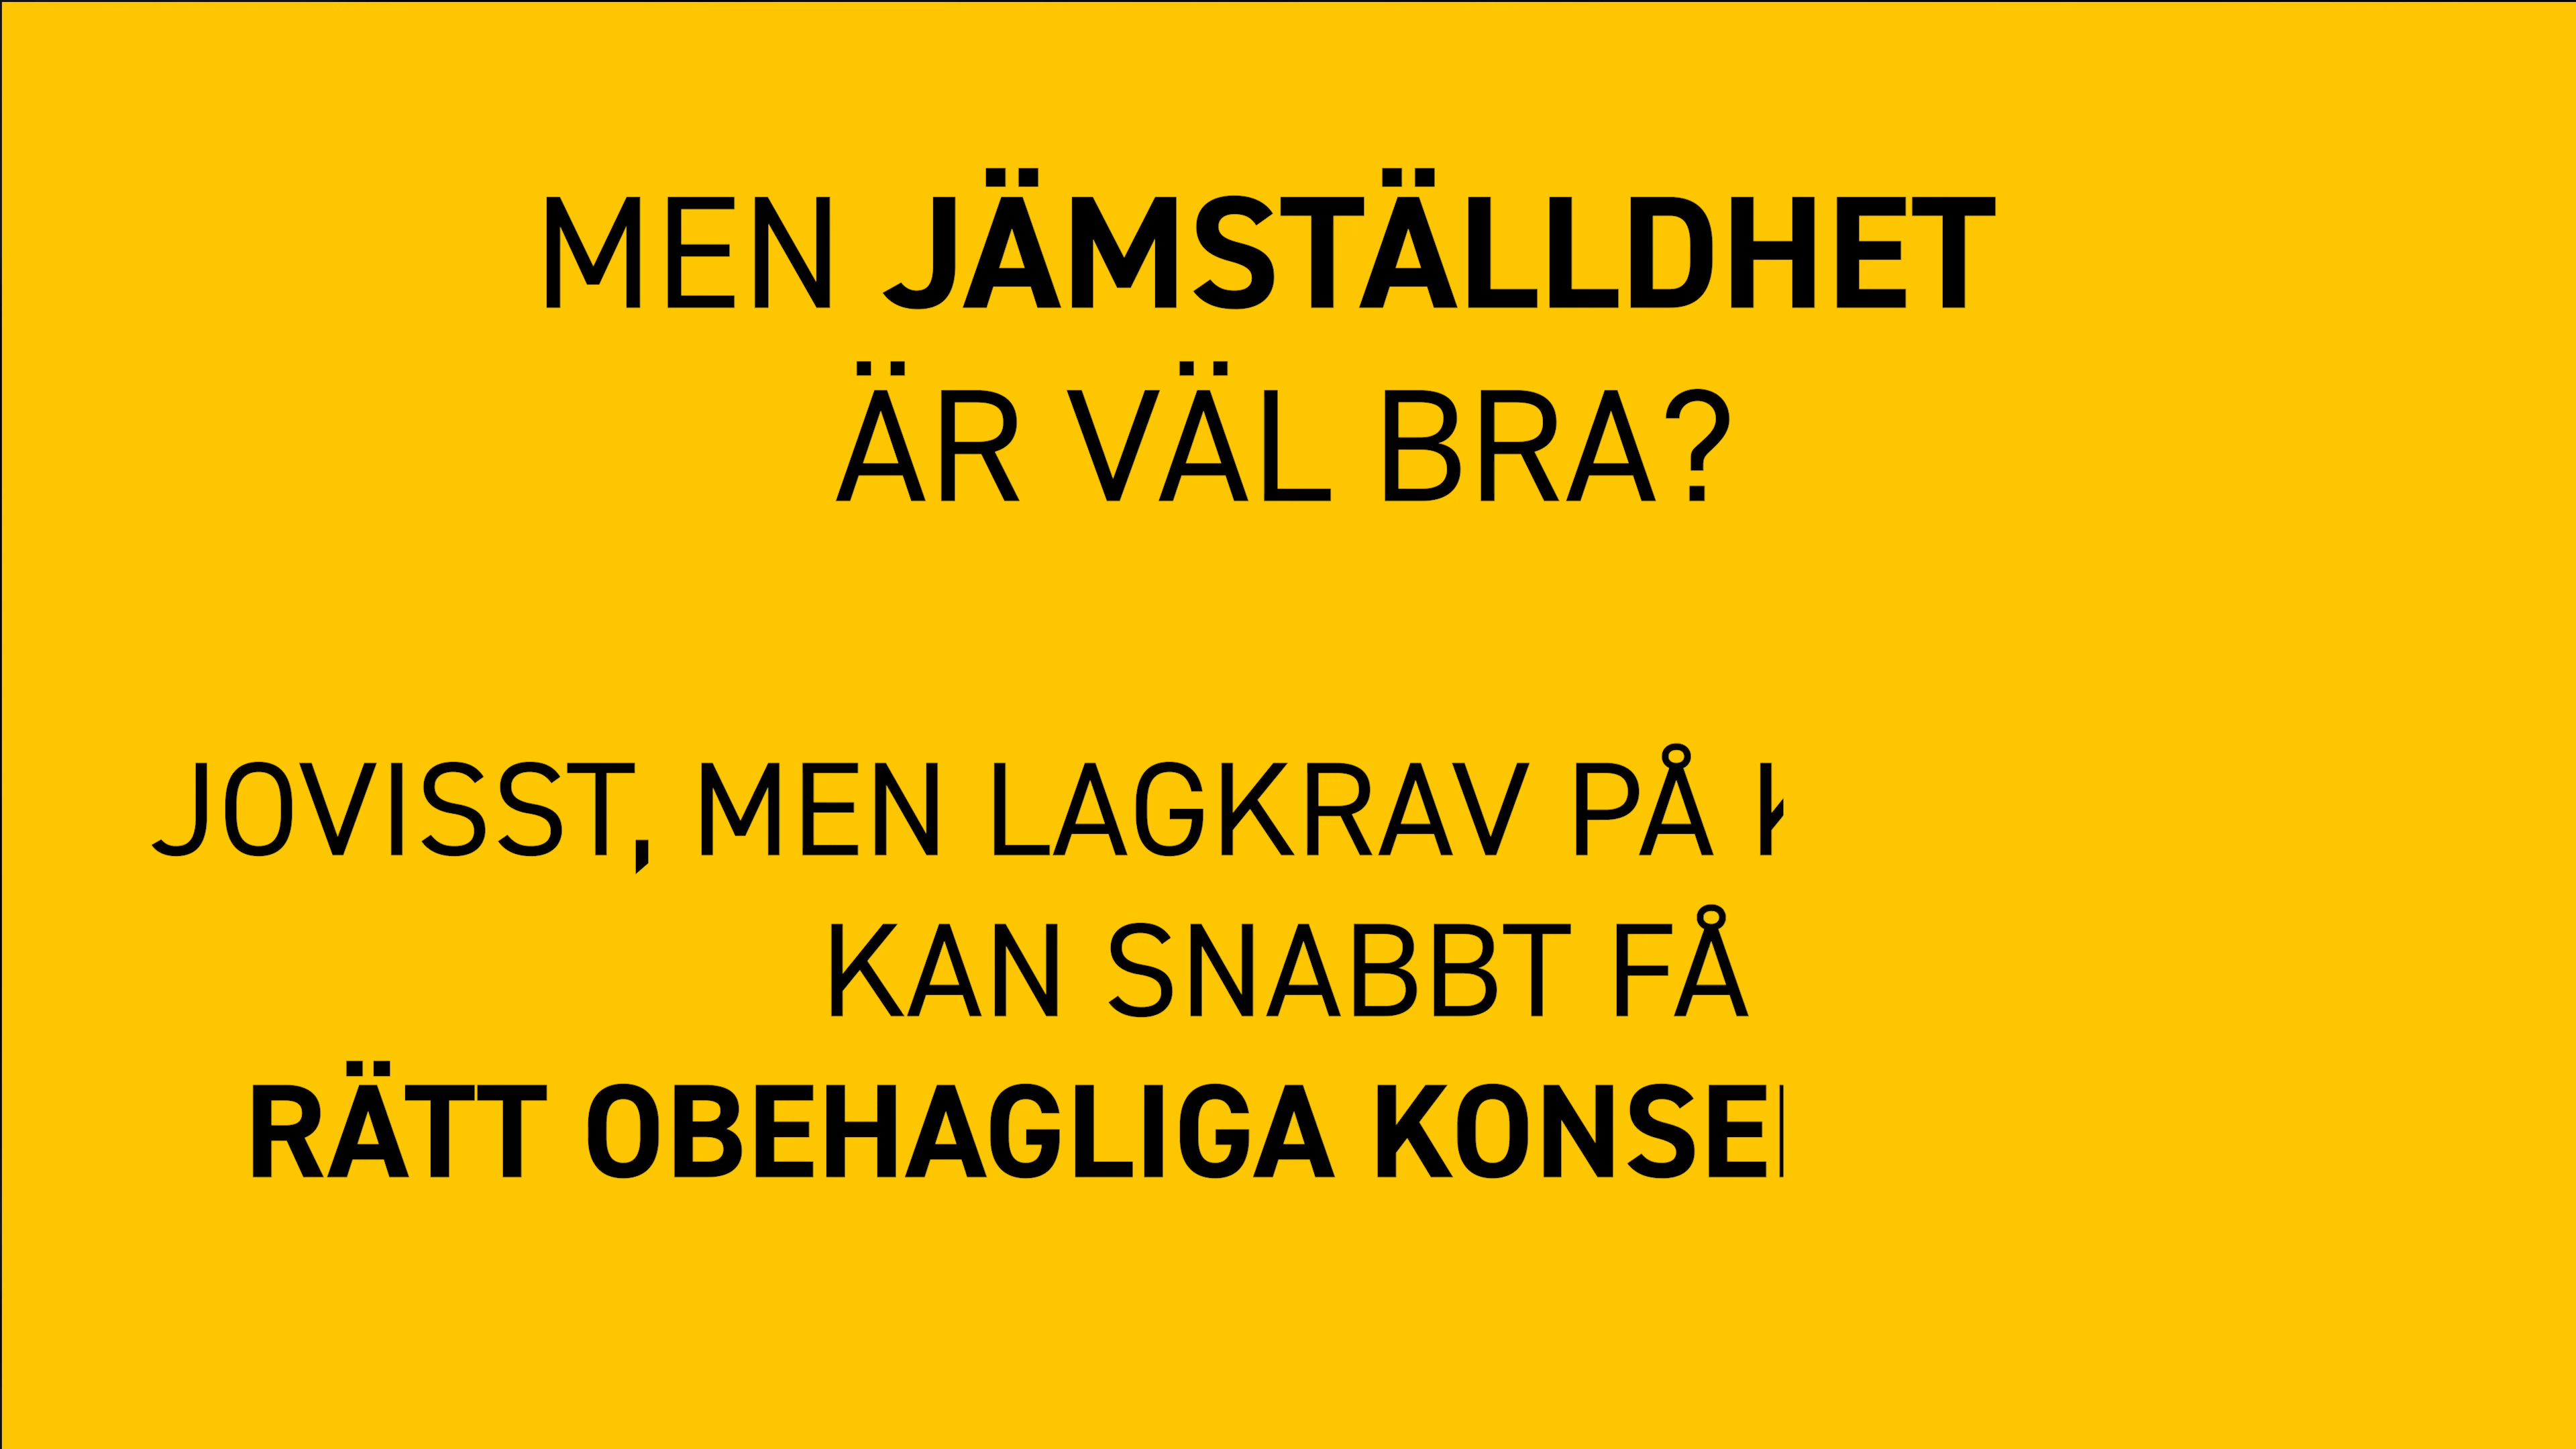 MEN JÄMSTÄLLDHET
ÄR VÄL BRA?
JOVISST, MEN LAGKRAV PÅ
KAN SNABBT FÅ
RÄTT OBEHAGLIGA